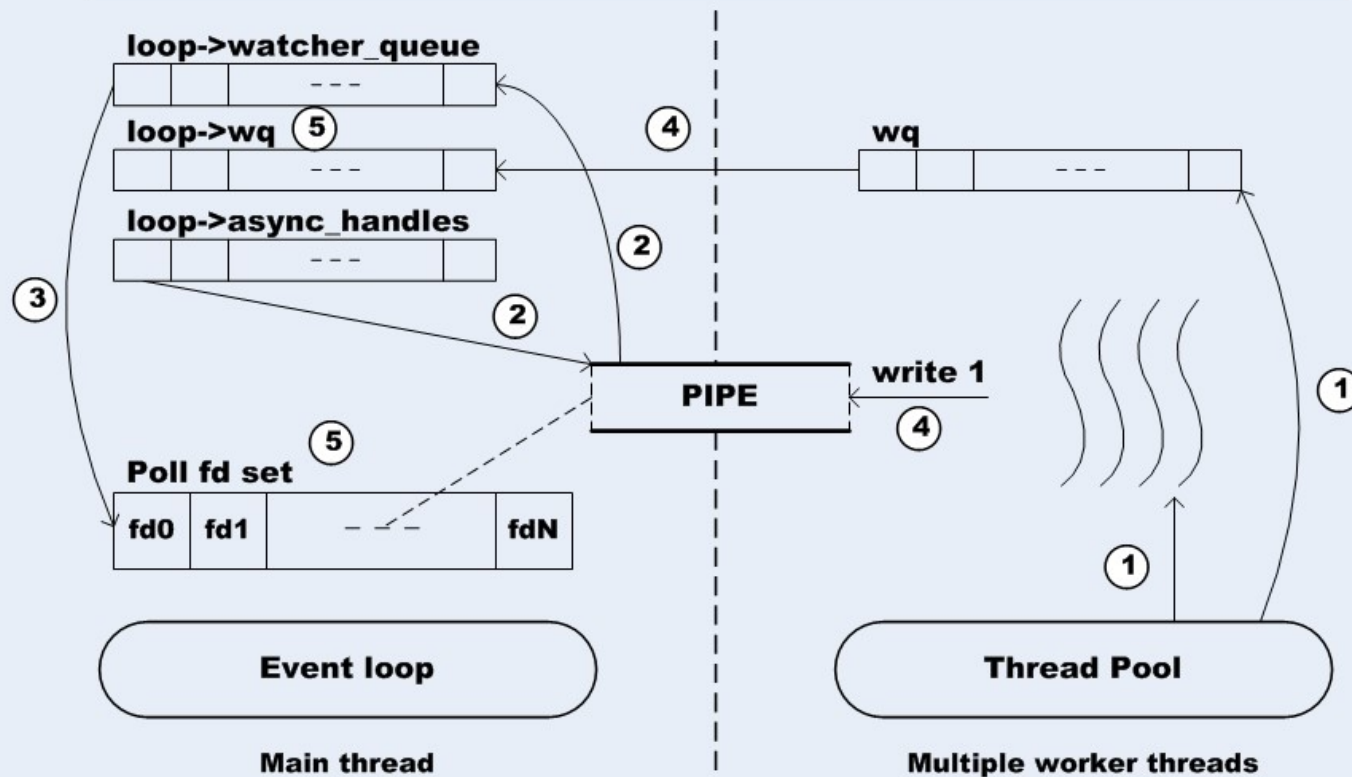 loop->watcher_queue
- - -
loop->wq
5
4
wq
- - -
- - -
loop->async_handles
- - -
2
3
2
PIPE
write 1
4
1
5
Poll fd set
fd0
fd1
- - -
fdN
1
Event loop
Thread Pool
Main thread
Multiple worker threads